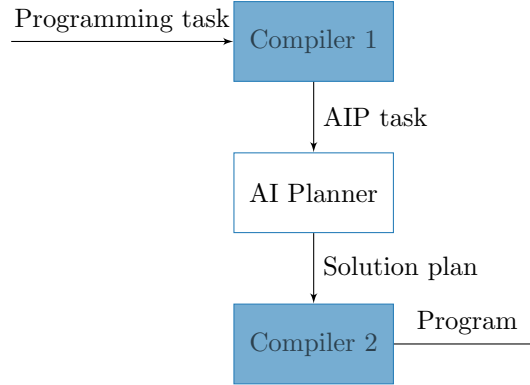 Programming task
Compiler 1
AIP task
AI Planner
Solution plan
Compiler 2
Program